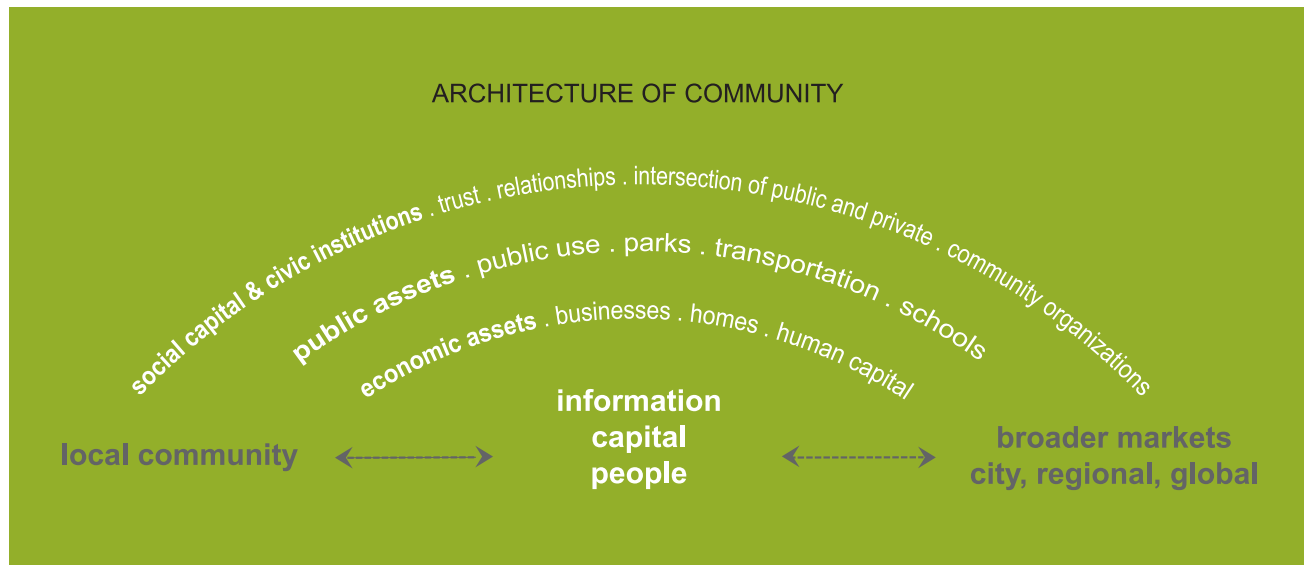 ARCHITECTURE OF COMMUNITY
social capital & civic institutions . trust . relationships . intersection of public and private . community organizations
public assets . public use . parks . transportation . schools
economic assets . businesses . homes . human capital
information
capital
people
local community
broader markets
city, regional, global